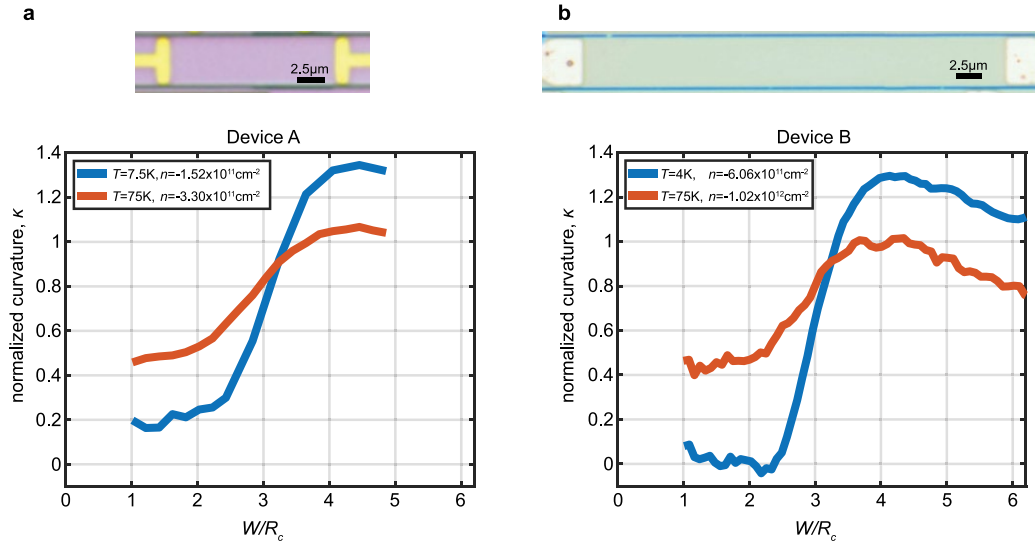 a
2.5μm
Device A
T=7.5K, n=-1.52x10¹¹cm⁻²
T=75K, n=-3.30x10¹¹cm⁻²
normalized curvature, κ
1.4
1.2
1
0.8
0.6
0.4
0.2
0
0 1 2 3 4 5 6
W/R_c
b
2.5μm
Device B
T=4K, n=-6.06x10¹¹cm⁻²
T=75K, n=-1.02x10¹²cm⁻²
normalized curvature, κ
1.4
1.2
1
0.8
0.6
0.4
0.2
0
0 1 2 3 4 5 6
W/R_c